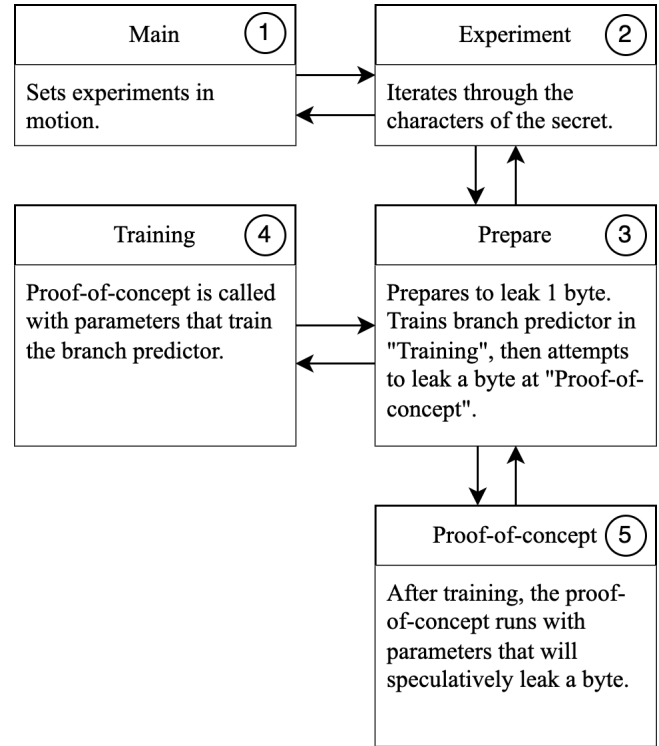 Main 1
Sets experiments in
motion.
Experiment 2
Iterates through the
characters of the secret.
Prepare 3
Prepares to leak 1 byte.
Trains branch predictor in
"Training", then attempts
to leak a byte at "Proof-of-
concept".
Training 4
Proof-of-concept is called
with parameters that train
the branch predictor.
Proof-of-concept 5
After training, the proof-
of-concept runs with
parameters that will
speculatively leak a byte.